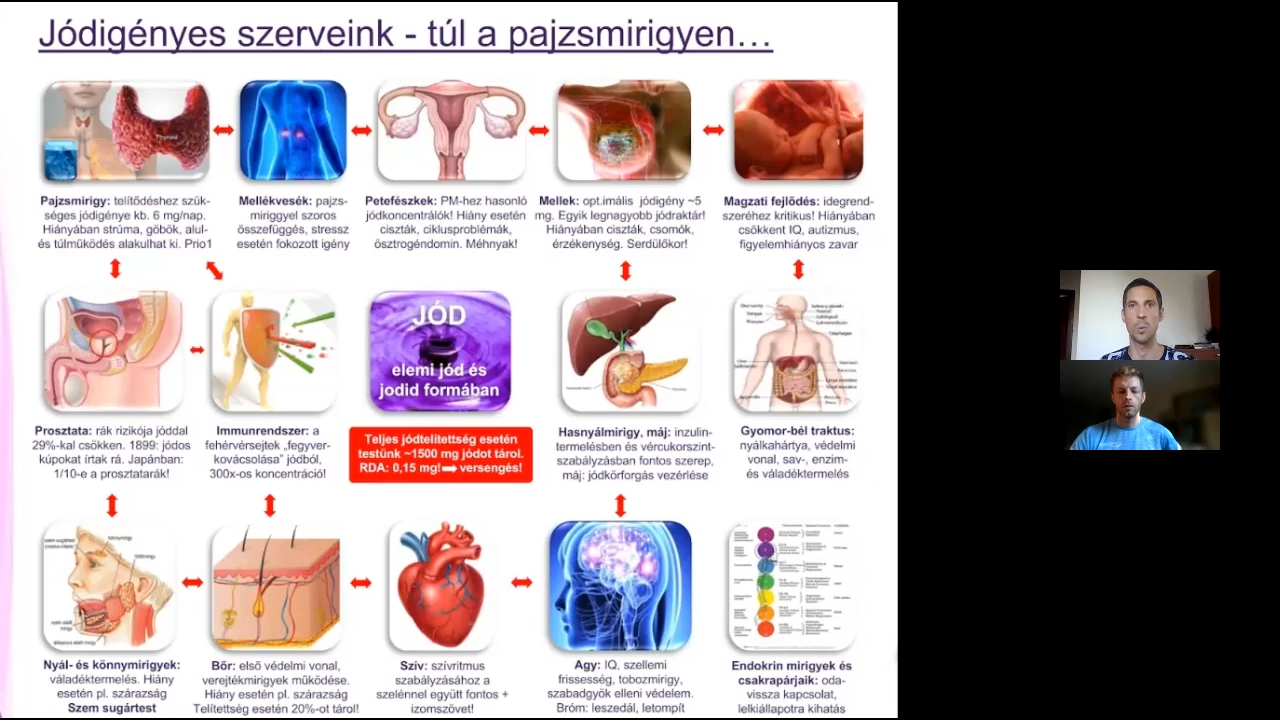 Jódigényes szerveink - túl a pajzsmirigyen…
Thyroid
Pajzsmirigy: telítődéshez szük-
séges jódigénye kb. 6 mg/nap.
Hiányában strúma, göbök, alul-
és túlműködés alakulhat ki. Prio1
Mellékvesék: pajzs-
miriggyel szoros
összefüggés, stressz
esetén fokozott igény
Petefészkek: PM-hez hasonló
jódkoncentrálók! Hiány esetén
ciszták, ciklusproblémák,
ösztrogéndomin. Méhnyak!
Mellek: opt.imális jódigény ~5
mg. Egyik legnagyobb jódraktár!
Hiányában ciszták, csomók,
érzékenység. Serdülőkor!
Magzati fejlődés: idegrend-
szeréhez kritikus! Hiányában
csökkent IQ, autizmus,
figyelemhiányos zavar
JÓD
elemi jód és
jodid formában
Prosztata: rák rizikója jóddal
29%-kal csökken. 1899: jódos
kúpokat írtak rá. Japánban:
1/10-e a prosztatarák!
Immunrendszer: a
fehérvérsejtek „fegyver-
kovácsolása” jódból,
300x-os koncentráció!
Teljes jódtelítettség esetén
testünk ~1500 mg jódot tárol.
RDA: 0,15 mg!➡ versengés!
Hasnyálmirigy, máj: inzulin-
termelésben és vércukorszint-
szabályzásban fontos szerep,
máj: jódkörforgás vezérlése
Gyomor-bél traktus:
nyálkahártya, védelmi
vonal, sav-, enzim-
és váladéktermelés
Nyál- és könnymirigyek:
váladéktermelés. Hiány
esetén pl. szárazság
Szem sugártest
Bőr: első védelmi vonal,
verejtékmirigyek működése.
Hiány esetén pl. szárazság
Telítettség esetén 20%-ot tárol!
Szív: szívritmus
szabályzásához a
szelénnel együtt fontos +
izomszövet!
Agy: IQ, szellemi
frissesség, tobozmirigy,
szabadgyök elleni védelem.
Bróm: leszedál, letompít
Endokrin mirigyek és
csakrapárjaik: oda-
vissza kapcsolat,
lelkiállapotra kihatás